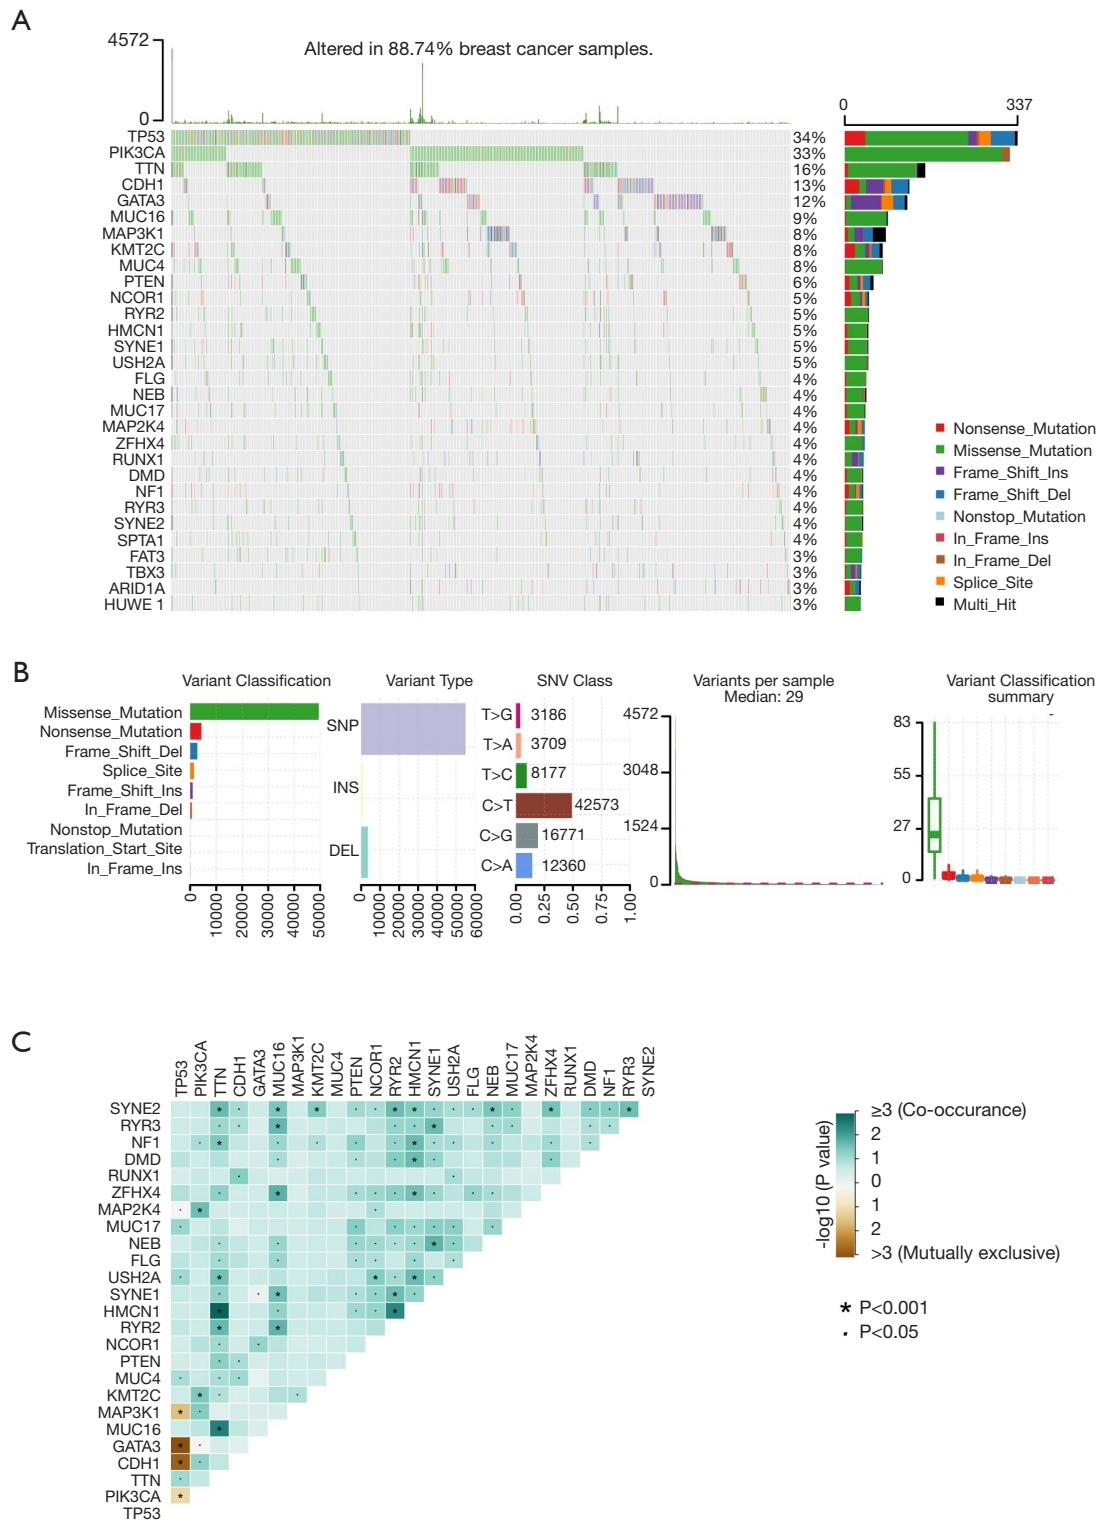 A
4572
0
Altered in 88.74% breast cancer samples.
0 337
TP53 34%
PIK3CA 33%
TTN 16%
CDH1 13%
GATA3 12%
MUC16 9%
MAP3K1 8%
KMT2C 8%
MUC4 8%
PTEN 6%
NCOR1 5%
RYR2 5%
HMCN1 5%
SYNE1 5%
USH2A 5%
FLG 4%
NEB 4%
MUC17 4%
MAP2K4 4%
ZFHX4 4%
RUNX1 4%
DMD 4%
NF1 4%
RYR3 4%
SYNE2 4%
SPTA1 4%
FAT3 3%
TBX3 3%
ARID1A 3%
HUWE 1 3%
Nonsense_Mutation
Missense_Mutation
Frame_Shift_Ins
Frame_Shift_Del
Nonstop_Mutation
In_Frame_Ins
In_Frame_Del
Splice_Site
Multi_Hit
B
Variant Classification
Missense_Mutation
Nonsense_Mutation
Frame_Shift_Del
Splice_Site
Frame_Shift_Ins
In_Frame_Del
Nonstop_Mutation
Translation_Start_Site
In_Frame_Ins
0 10000 20000 30000 40000 50000
Variant Type
SNP
INS
DEL
0 10000 20000 30000 40000 50000 60000
SNV Class
T>G 3186
T>A 3709
T>C 8177
C>T 42573
C>G 16771
C>A 12360
0.00 0.25 0.50 0.75 1.00
Variants per sample
Median: 29
4572
3048
1524
0
Variant Classification
summary
83
55
27
0
C
TP53 PIK3CA TTN CDH1 GATA3 MUC16 MAP3K1 KMT2C MUC4 PTEN NCOR1 RYR2 HMCN1 SYNE1 USH2A FLG NEB MUC17 MAP2K4 ZFHX4 RUNX1 DMD NF1 RYR3 SYNE2
SYNE2
RYR3
NF1
DMD
RUNX1
ZFHX4
MAP2K4
MUC17
NEB
FLG
USH2A
SYNE1
HMCN1
RYR2
NCOR1
PTEN
MUC4
KMT2C
MAP3K1
MUC16
GATA3
CDH1
TTN
PIK3CA
TP53
-log10 (P value)
≥3 (Co-occurance)
2
1
0
1
2
>3 (Mutually exclusive)
* P<0.001
· P<0.05